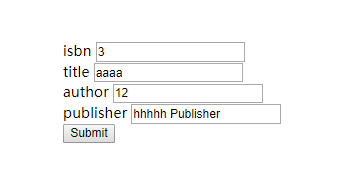 isbn 3
title aaaa
author 12
publisher hhhhh Publisher
Submit